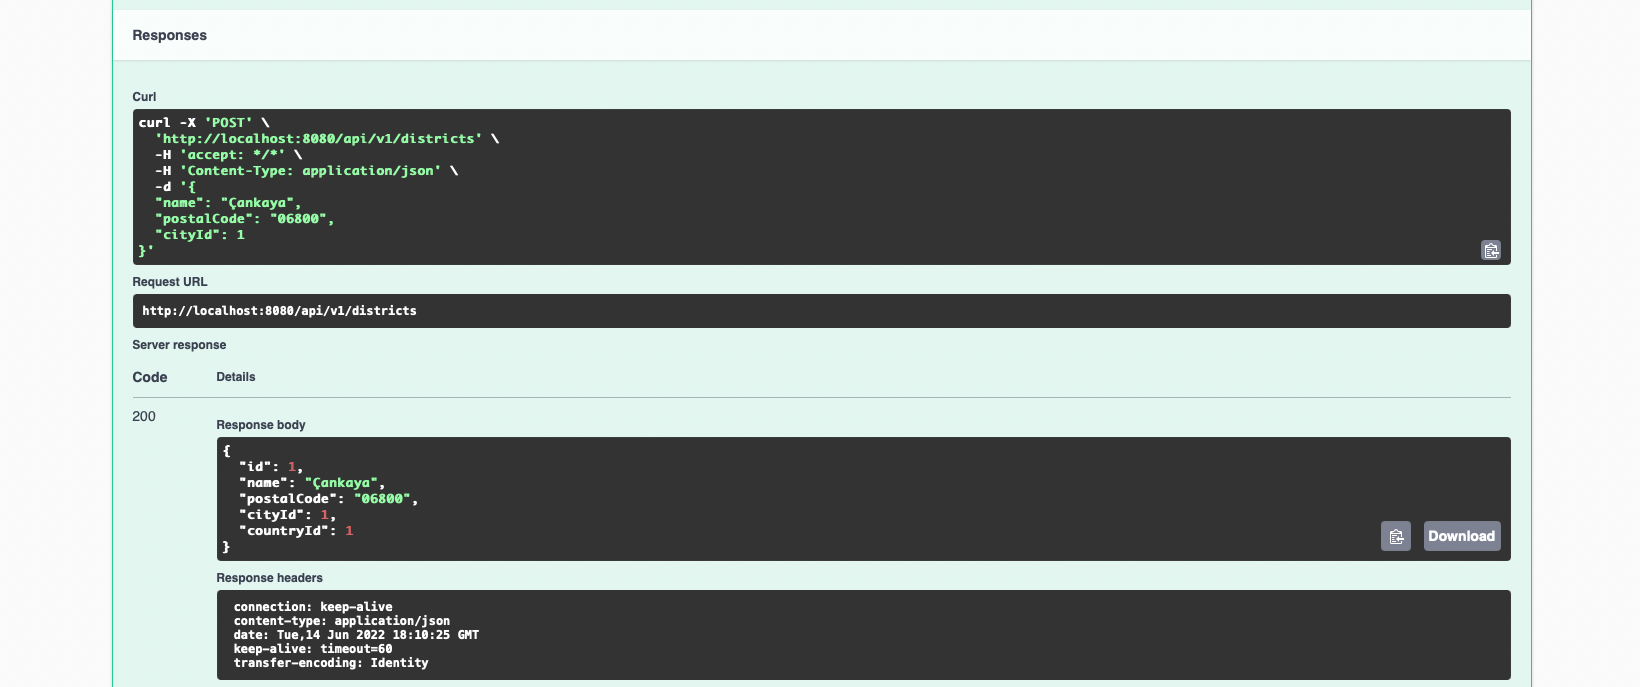 Responses
Curl
curl -X 'POST' \
  'http://localhost:8080/api/v1/districts' \
  -H 'accept: */*' \
  -H 'Content-Type: application/json' \
  -d '{
  "name": "Çankaya",
  "postalCode": "06800",
  "cityId": 1
}'
Request URL
http://localhost:8080/api/v1/districts
Server response
Code Details
200
Response body
{
  "id": 1,
  "name": "Çankaya",
  "postalCode": "06800",
  "cityId": 1,
  "countryId": 1
}
Download
Response headers
connection: keep-alive
content-type: application/json
date: Tue,14 Jun 2022 18:10:25 GMT
keep-alive: timeout=60
transfer-encoding: Identity